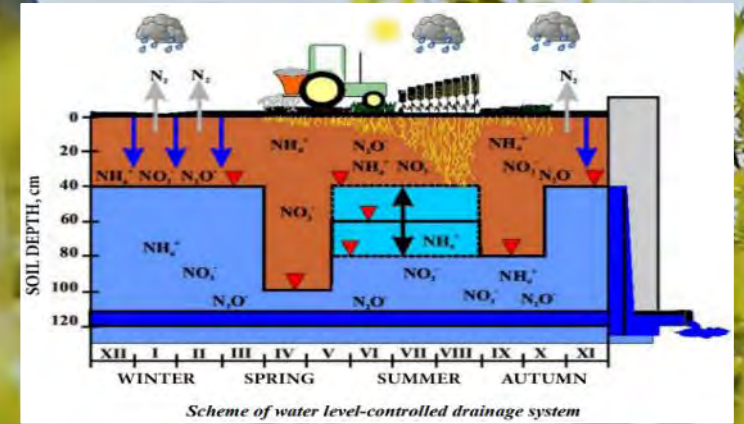 N₂ N₂ N₂
0
20
40
60
80
100
120
SOIL DEPTH, cm
NH₄⁺ N₂O⁻ NH₄⁺
NH₄⁺ NO₃⁻ NO₃⁻
NH₄⁺ NO₃⁻ N₂O⁻ N₂O⁻
NO₃⁻
NH₄⁺ NH₄⁺
NO₃⁻ NO₃⁻ NH₄⁺
N₂O⁻ N₂O⁻ NO₃⁻ N₂O⁻
XII I II III IV V VI VII VIII IX X XI
WINTER SPRING SUMMER AUTUMN
Scheme of water level-controlled drainage system